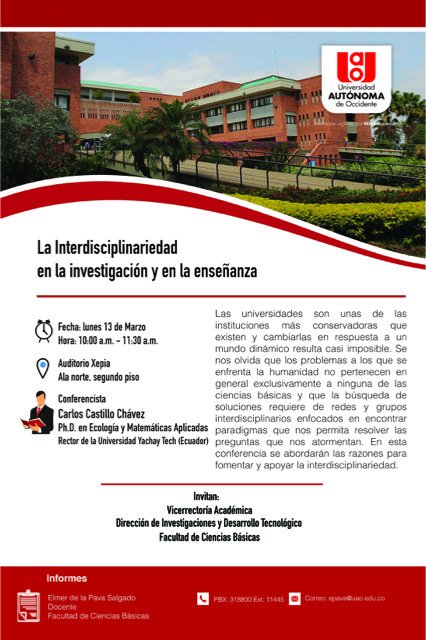 Universidad
AUTÓNOMA
de Occidente
La Interdisciplinariedad
en la investigación y en la enseñanza
Fecha: lunes 13 de Marzo
Hora: 10:00 a.m. - 11:30 a.m.
Auditorio Xepia
Ala norte, segundo piso
Conferencista
Carlos Castillo Chávez
Ph.D. en Ecología y Matemáticas Aplicadas
Rector de la Universidad Yachay Tech (Ecuador)
Las universidades son unas de las
instituciones más conservadoras que
existen y cambiarlas en respuesta a un
mundo dinámico resulta casi imposible. Se
nos olvida que los problemas a los que se
enfrenta la humanidad no pertenecen en
general exclusivamente a ninguna de las
ciencias básicas y que la búsqueda de
soluciones requiere de redes y grupos
interdisciplinarios enfocados en encontrar
paradigmas que nos permita resolver las
preguntas que nos atormentan. En esta
conferencia se abordarán las razones para
fomentar y apoyar la interdisciplinariedad.
Invitan:
Vicerrectoría Académica
Dirección de Investigaciones y Desarrollo Tecnológico
Facultad de Ciencias Básicas
Informes
Elmer de la Pava Salgado
Docente
Facultad de Ciencias Básicas
PBX: 318800 Ext: 11445
Correo: epava@uao.edu.co